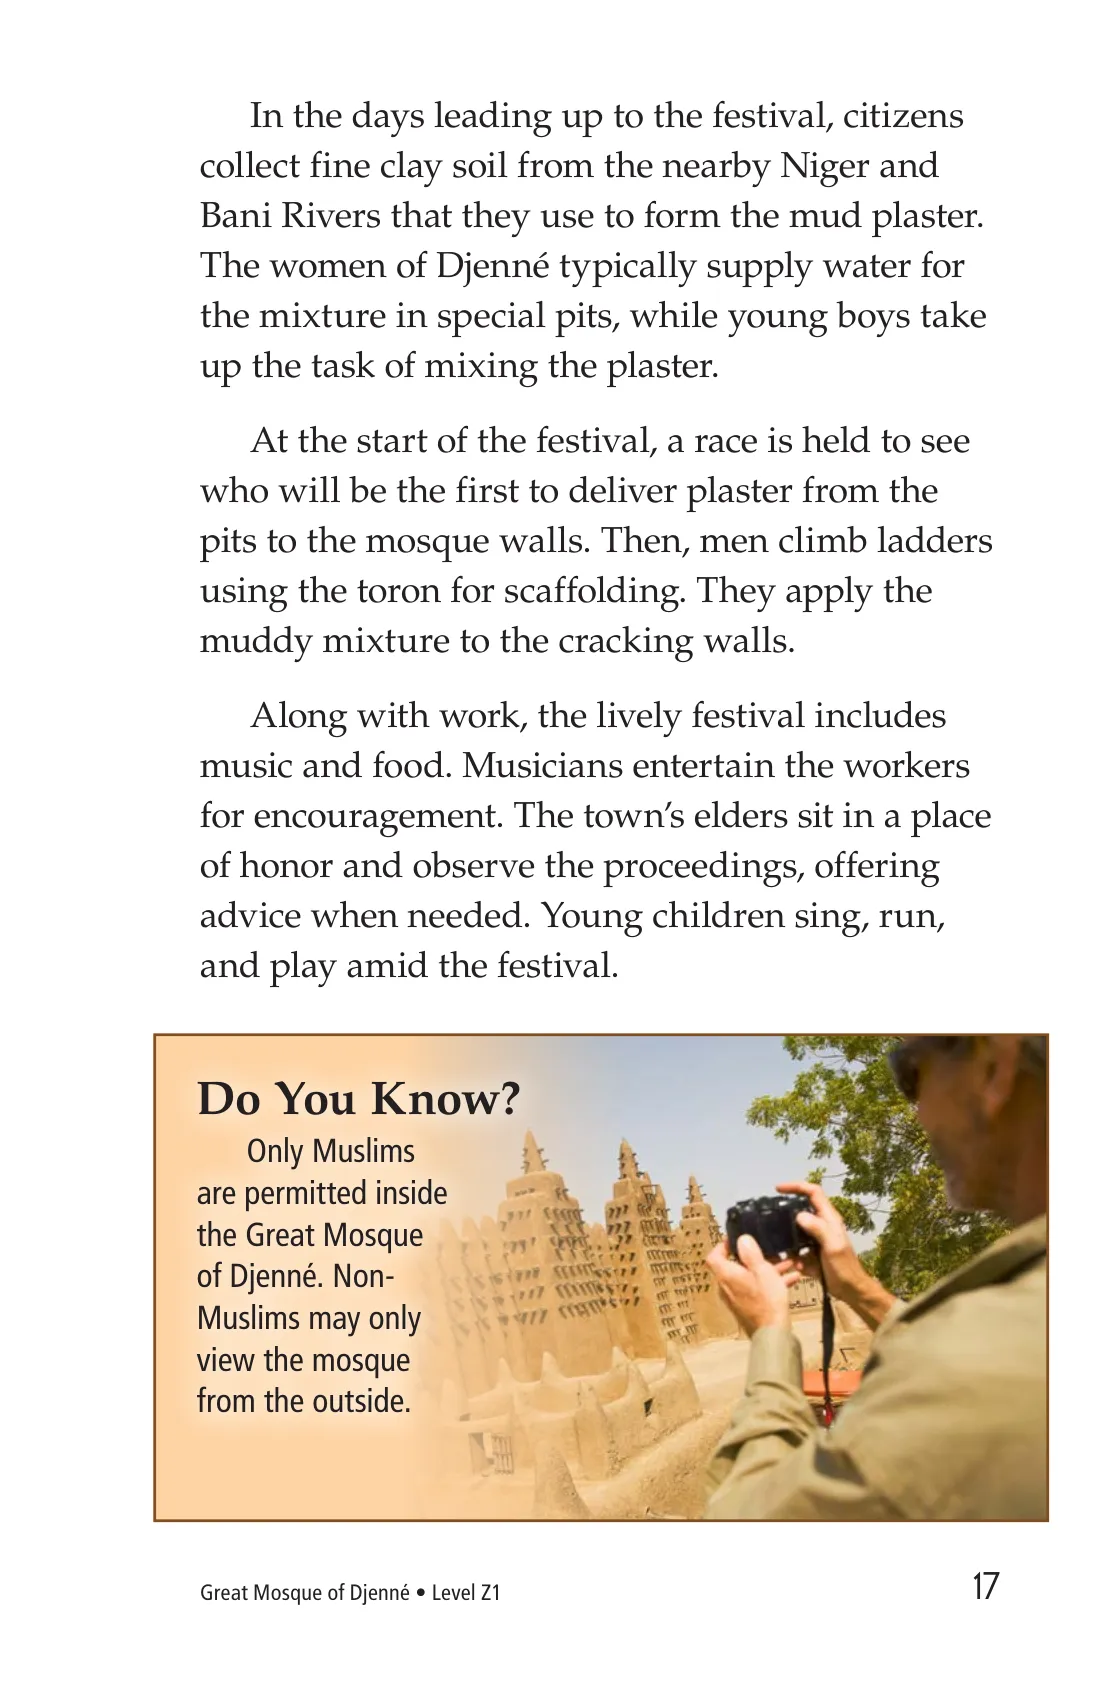 In the days leading up to the festival, citizens
collect fine clay soil from the nearby Niger and
Bani Rivers that they use to form the mud plaster.
The women of Djenné typically supply water for
the mixture in special pits, while young boys take
up the task of mixing the plaster.
At the start of the festival, a race is held to see
who will be the first to deliver plaster from the
pits to the mosque walls. Then, men climb ladders
using the toron for scaffolding. They apply the
muddy mixture to the cracking walls.
Along with work, the lively festival includes
music and food. Musicians entertain the workers
for encouragement. The town’s elders sit in a place
of honor and observe the proceedings, offering
advice when needed. Young children sing, run,
and play amid the festival.
Do You Know?
Only Muslims
are permitted inside
the Great Mosque
of Djenné. Non-
Muslims may only
view the mosque
from the outside.
Great Mosque of Djenné • Level Z1
17